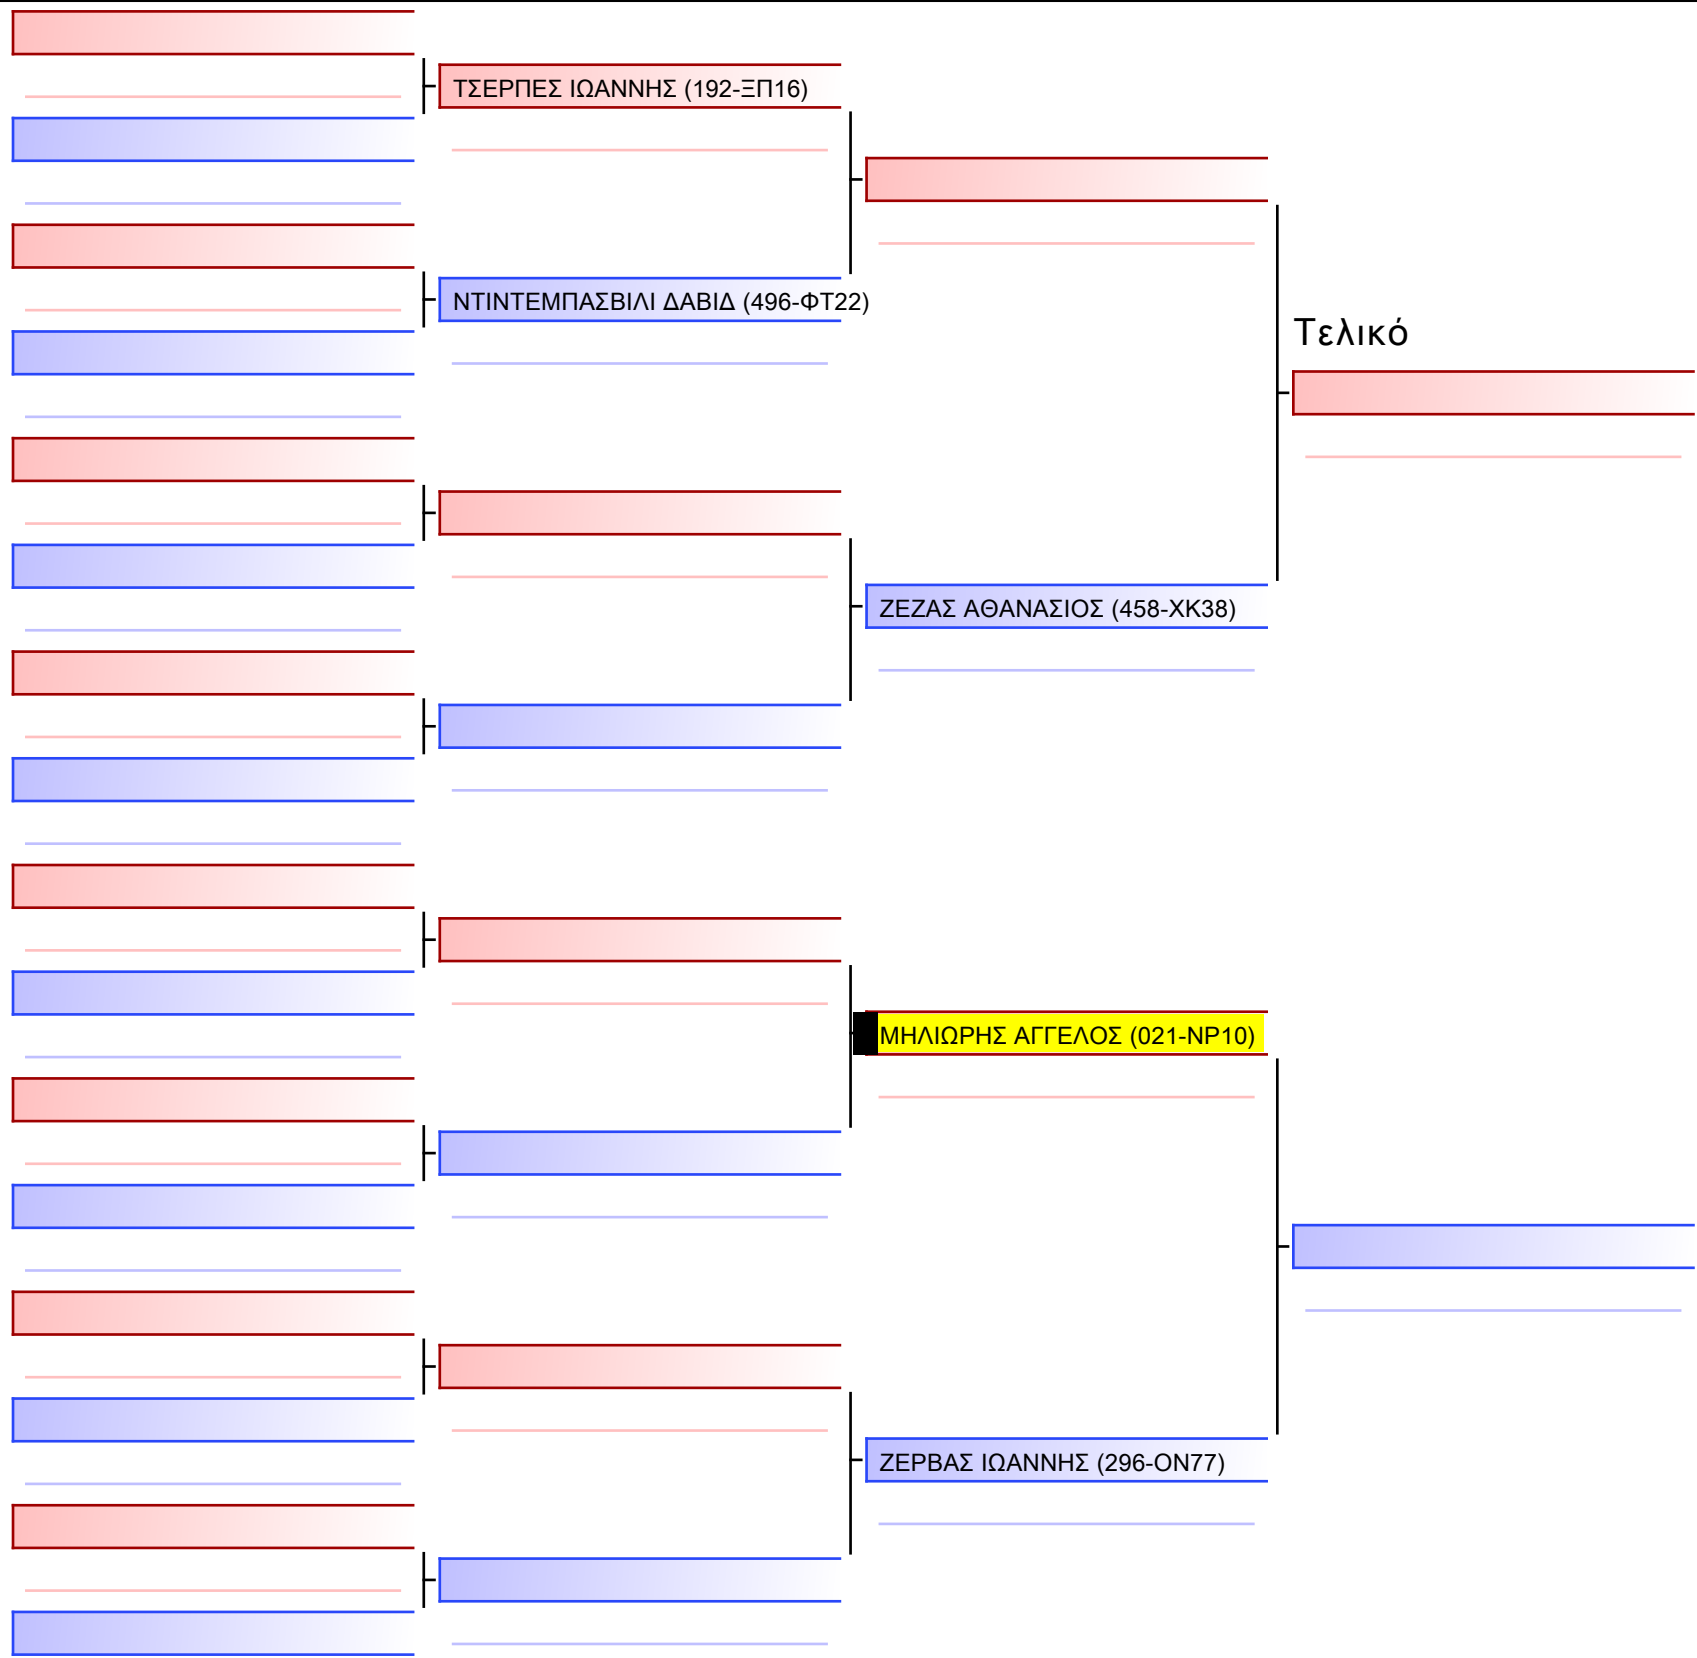 ΤΣΕΡΠΕΣ ΙΩΑΝΝΗΣ (192-ΞΠ16)
ΝΤΙΝΤΕΜΠΑΣΒΙΛΙ ΔΑΒΙΔ (496-ΦΤ22)
Τελικό
ΖΕΖΑΣ ΑΘΑΝΑΣΙΟΣ (458-ΧΚ38)
ΜΗΛΙΩΡΗΣ ΑΓΓΕΛΟΣ (021-ΝΡ10)
ΖΕΡΒΑΣ ΙΩΑΝΝΗΣ (296-ΟΝ77)